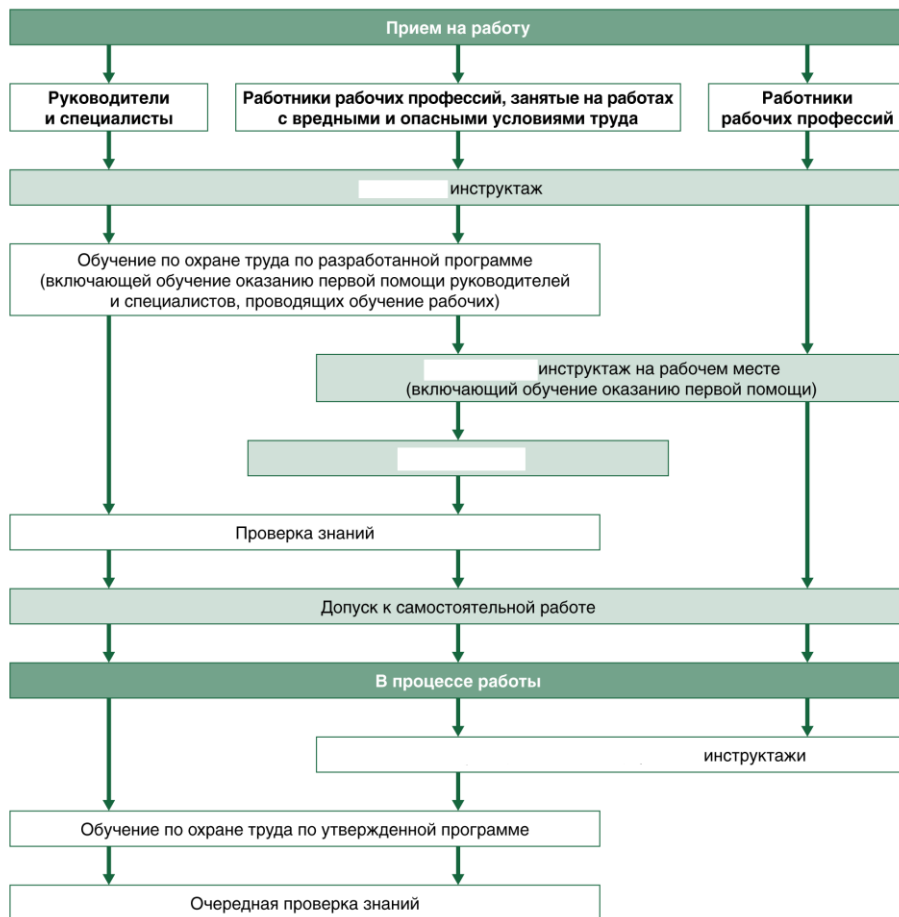 Прием на работу
Руководители
и специалисты
Работники рабочих профессий, занятые на работах
с вредными и опасными условиями труда
Работники
рабочих профессий
инструктаж
Обучение по охране труда по разработанной программе
(включающей обучение оказанию первой помощи руководителей
и специалистов, проводящих обучение рабочих)
инструктаж на рабочем месте
(включающий обучение оказанию первой помощи)
Проверка знаний
Допуск к самостоятельной работе
В процессе работы
инструктажи
Обучение по охране труда по утвержденной программе
Очередная проверка знаний